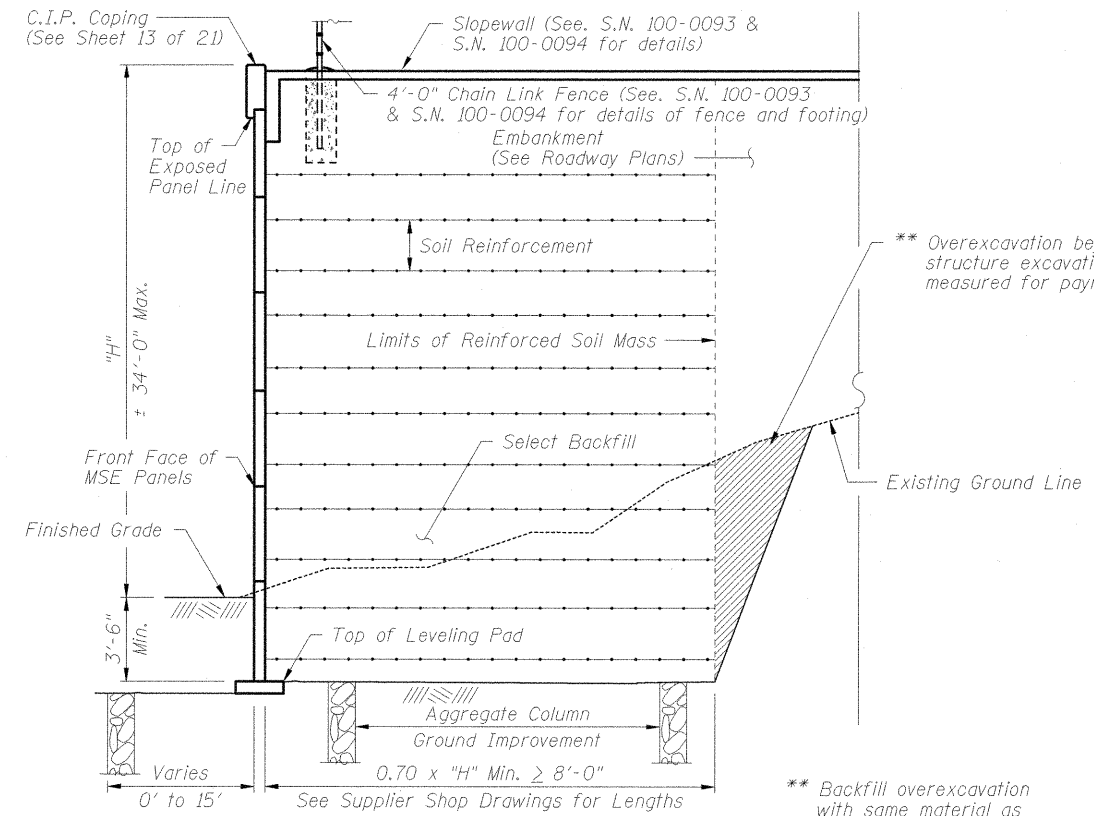 C.I.P. Coping
(See Sheet 13 of 21)
Slopewall (See. S.N. 100-0093 &
S.N. 100-0094 for details)
4'-0" Chain Link Fence (See. S.N. 100-0093
& S.N. 100-0094 for details of fence and footing)
Embankment
(See Roadway Plans)
Top of
Exposed
Panel Line
Soil Reinforcement
** Overexcavation be
structure excavati
measured for pay
"H"
± 34'-0" Max.
Limits of Reinforced Soil Mass
Select Backfill
Front Face of
MSE Panels
Existing Ground Line
Finished Grade
3'-6"
Min.
Top of Leveling Pad
Aggregate Column
Ground Improvement
Varies
0' to 15'
0.70 x "H" Min. ≥ 8'-0"
See Supplier Shop Drawings for Lengths
** Backfill overexcavation
with same material as